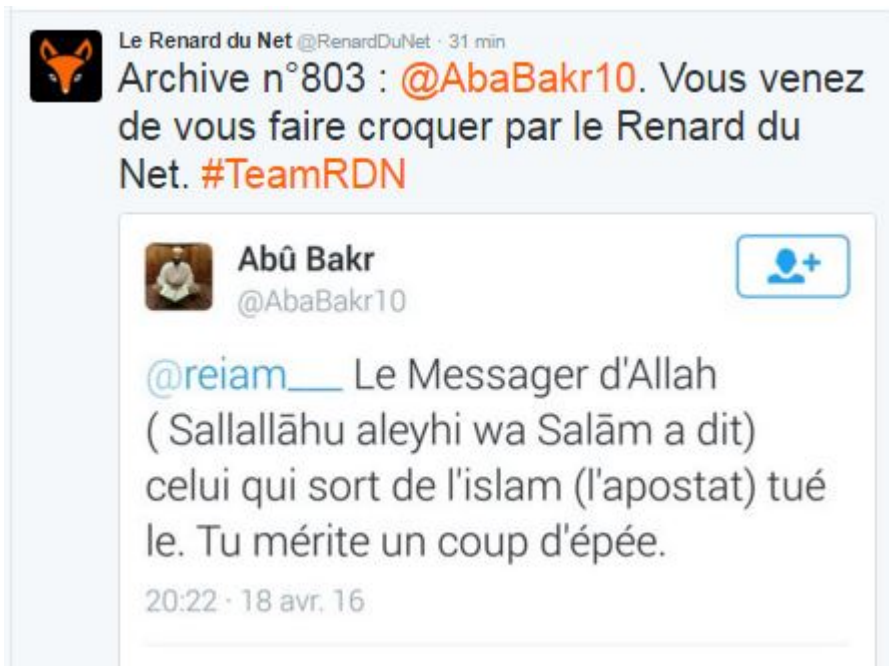 Le Renard du Net @RenardDuNet · 31 min
Archive n°803 : @AbaBakr10. Vous venez
de vous faire croquer par le Renard du
Net. #TeamRDN
Abû Bakr
@AbaBakr10
@reiam___ Le Messager d'Allah
( Sallallāhu aleyhi wa Salām a dit)
celui qui sort de l'islam (l'apostat) tué
le. Tu mérite un coup d'épée.
20:22 · 18 avr. 16